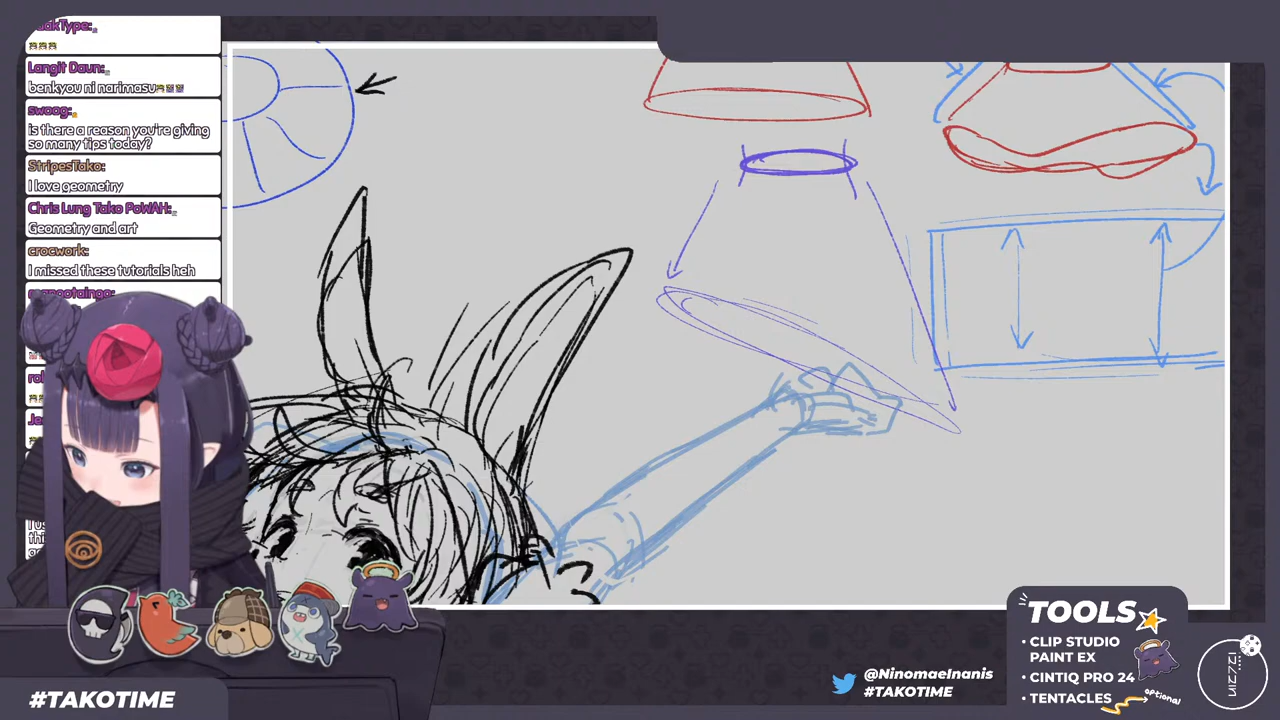 Langit Daun:
benkyou ni narimasu
swoog:
is there a reason you're giving
so many tips today?
StripesTako:
I love geometry
Chris Lung Tako PoWAH:
Geometry and art
crocwork:
I missed these tutorials heh
TOOLS
• CLIP STUDIO
PAINT EX
• CINTIQ PRO 24
• TENTACLES
optional
@NinomaeInanis
#TAKOTIME
#TAKOTIME